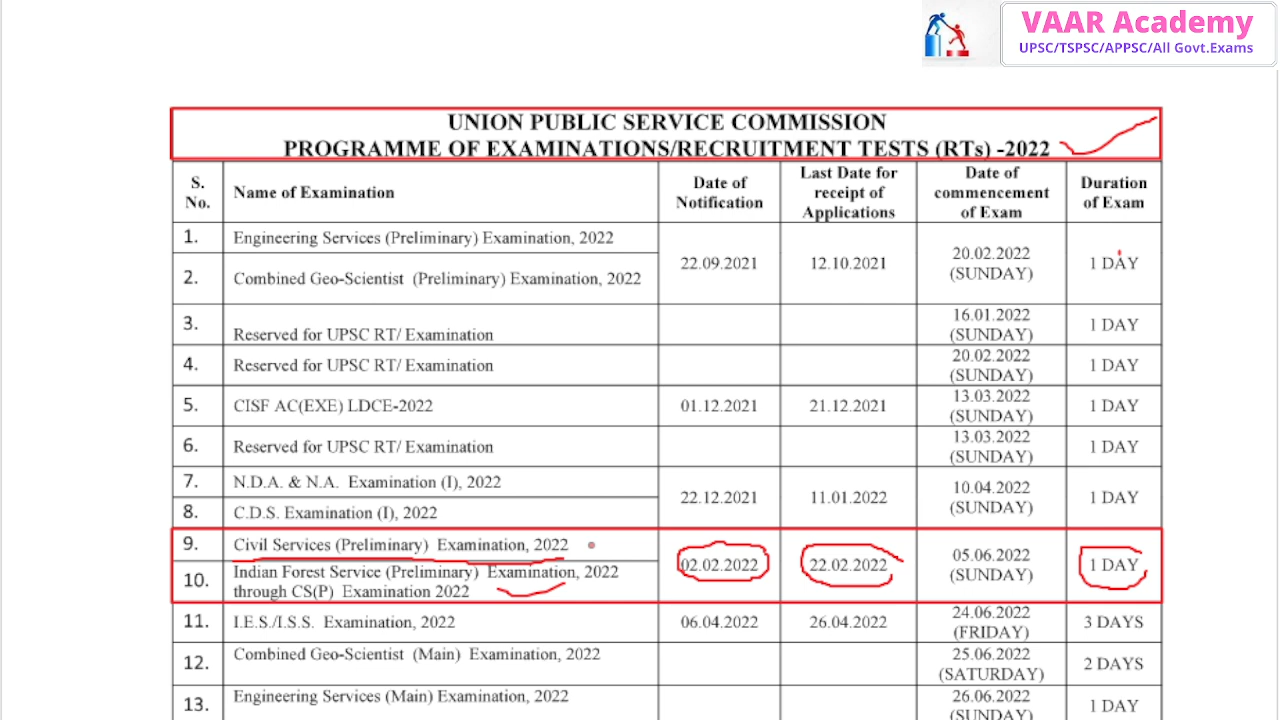 VAAR Academy
UPSC/TSPSC/APPSC/All Govt.Exams
UNION PUBLIC SERVICE COMMISSION
PROGRAMME OF EXAMINATIONS/RECRUITMENT TESTS (RTs) -2022
S. No. Name of Examination Date of Notification Last Date for receipt of Applications Date of commencement of Exam Duration of Exam
1. Engineering Services (Preliminary) Examination, 2022 22.09.2021 12.10.2021 20.02.2022 (SUNDAY) 1 DAY
2. Combined Geo-Scientist (Preliminary) Examination, 2022
3. Reserved for UPSC RT/ Examination 16.01.2022 (SUNDAY) 1 DAY
4. Reserved for UPSC RT/ Examination 20.02.2022 (SUNDAY) 1 DAY
5. CISF AC(EXE) LDCE-2022 01.12.2021 21.12.2021 13.03.2022 (SUNDAY) 1 DAY
6. Reserved for UPSC RT/ Examination 13.03.2022 (SUNDAY) 1 DAY
7. N.D.A. & N.A. Examination (I), 2022 22.12.2021 11.01.2022 10.04.2022 (SUNDAY) 1 DAY
8. C.D.S. Examination (I), 2022
9. Civil Services (Preliminary) Examination, 2022 02.02.2022 22.02.2022 05.06.2022 (SUNDAY) 1 DAY
10. Indian Forest Service (Preliminary) Examination, 2022
through CS(P) Examination 2022
11. I.E.S./I.S.S. Examination, 2022 06.04.2022 26.04.2022 24.06.2022 (FRIDAY) 3 DAYS
12. Combined Geo-Scientist (Main) Examination, 2022 25.06.2022 (SATURDAY) 2 DAYS
13. Engineering Services (Main) Examination, 2022 26.06.2022 (SUNDAY) 1 DAY